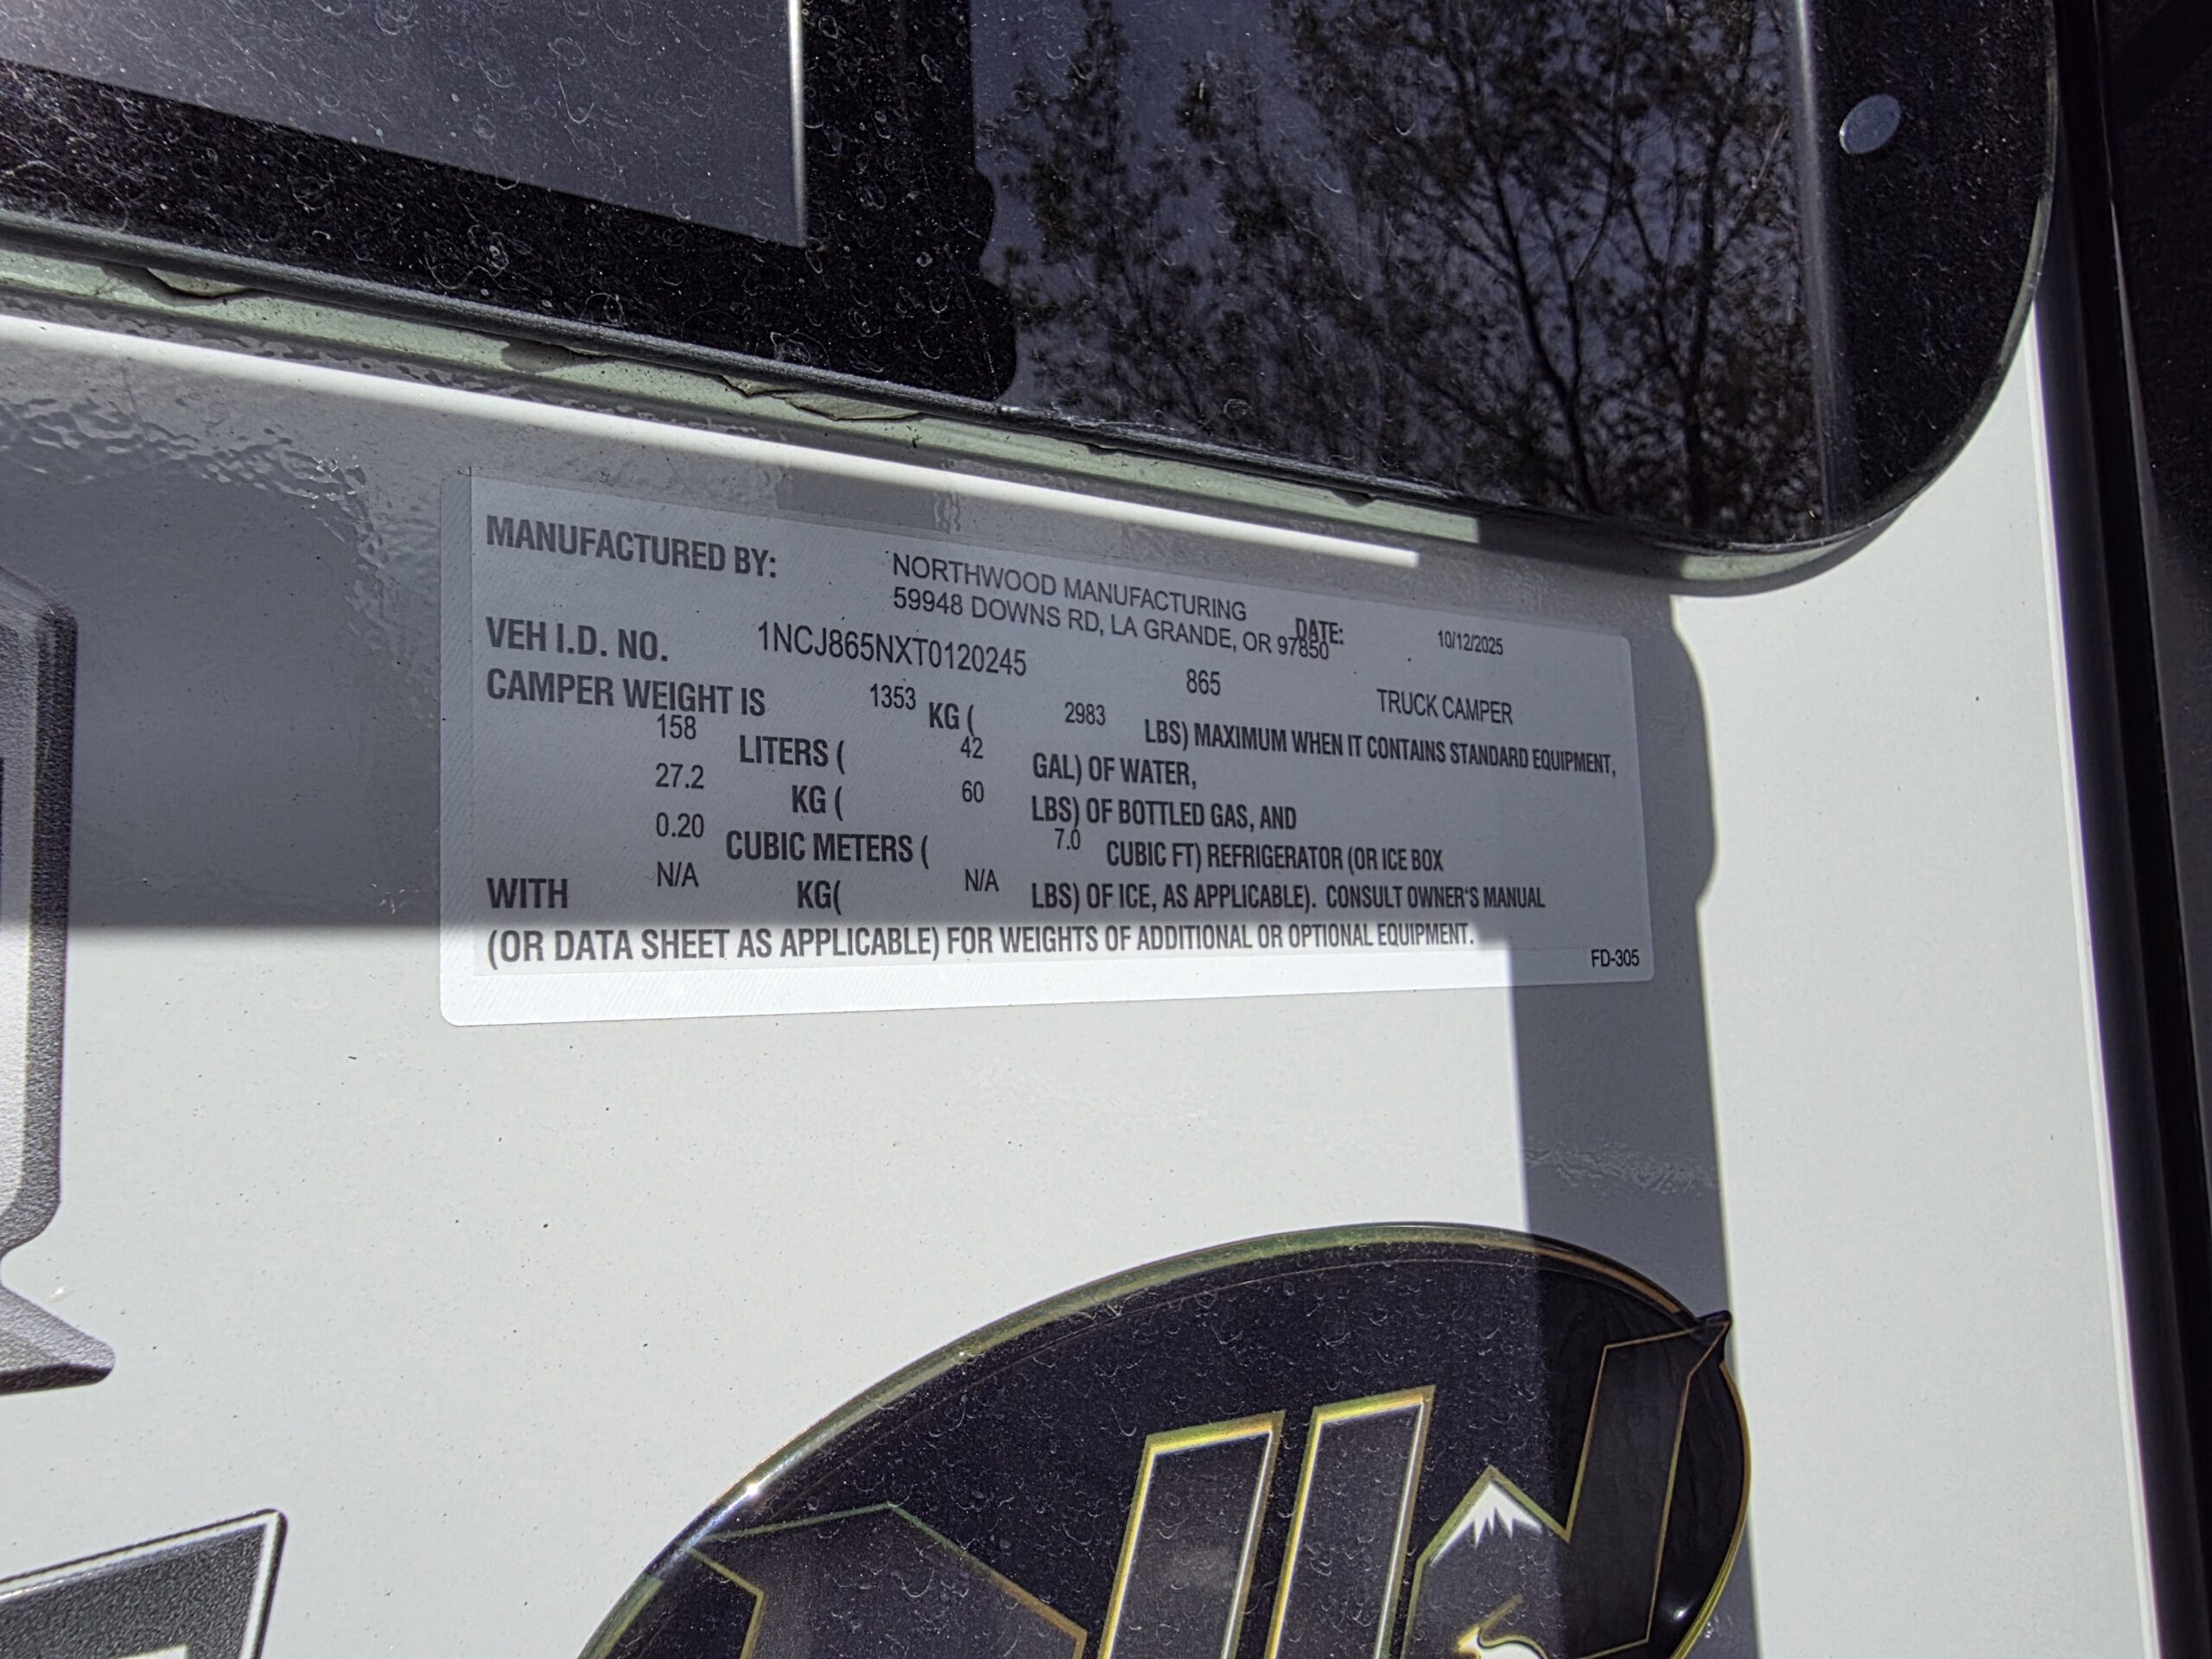 MANUFACTURED BY: NORTHWOOD MANUFACTURING
59948 DOWNS RD, LA GRANDE, OR 97850 DATE: 10/12/2025
VEH I.D. NO. 1NCJ865NXT0120245 865 TRUCK CAMPER
CAMPER WEIGHT IS 1353 KG ( 2983 LBS) MAXIMUM WHEN IT CONTAINS STANDARD EQUIPMENT,
158 LITERS ( 42 GAL) OF WATER,
27.2 KG ( 60 LBS) OF BOTTLED GAS, AND
0.20 CUBIC METERS ( 7.0 CUBIC FT) REFRIGERATOR (OR ICE BOX
WITH N/A KG( N/A LBS) OF ICE, AS APPLICABLE). CONSULT OWNER'S MANUAL
(OR DATA SHEET AS APPLICABLE) FOR WEIGHTS OF ADDITIONAL OR OPTIONAL EQUIPMENT.
FD-305